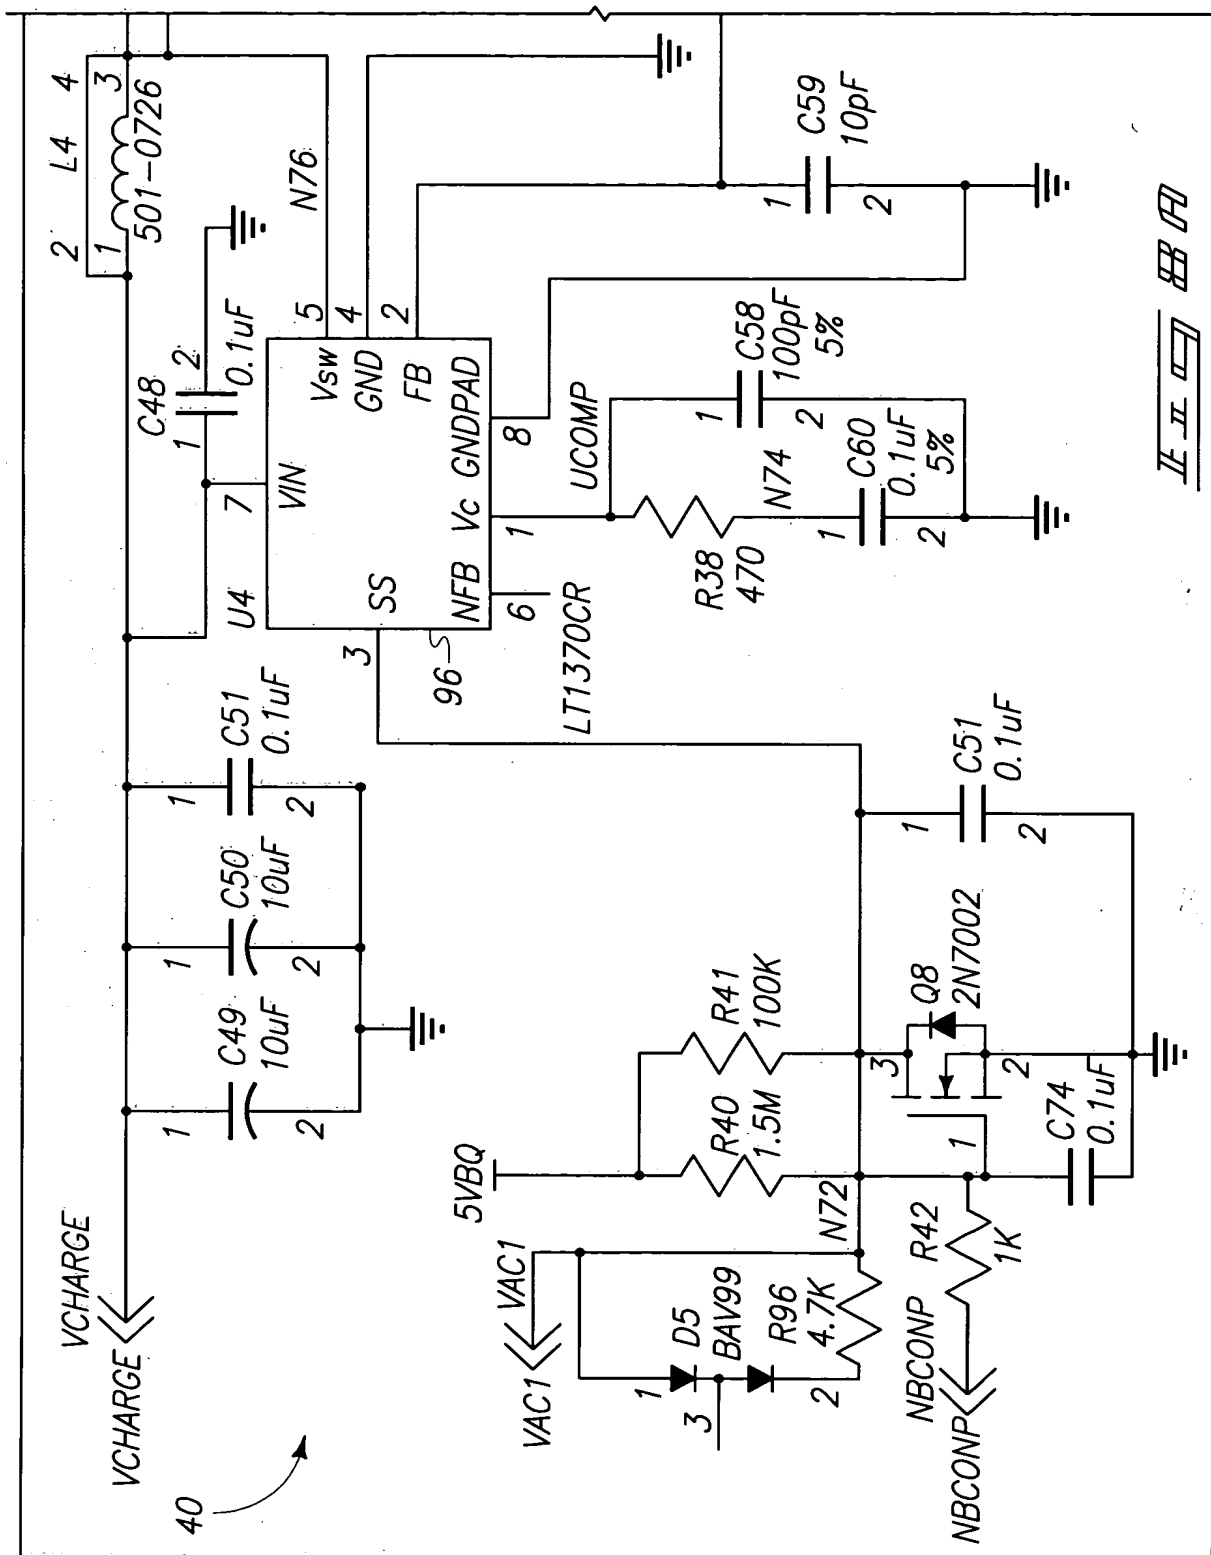 40
VCHARGE
VCHARGE
C49
10uF
1
2
C50
10uF
1
2
C51
0.1uF
1
2
C48
0.1uF
1
2
2 L4 4
1
3
501-0726
U4
7
VIN
5
Vsw
4
GND
2
FB
3
SS
NFB
Vc
GNDPAD
6
1
8
96
LT1370CR
N76
UCOMP
R38
470
N74
C58
100pF
5%
1
2
C60
0.1uF
5%
1
2
C59
10pF
1
2
VAC1
VAC1
5VBQ
D5
BAV99
1
3
2
R96
4.7K
N72
R40
1.5M
R41
100K
NBCONP
NBCONP
R42
1K
Q8
2N7002
3
1
2
C74
0.1uF
C51
0.1uF
1
2
FIG 8A